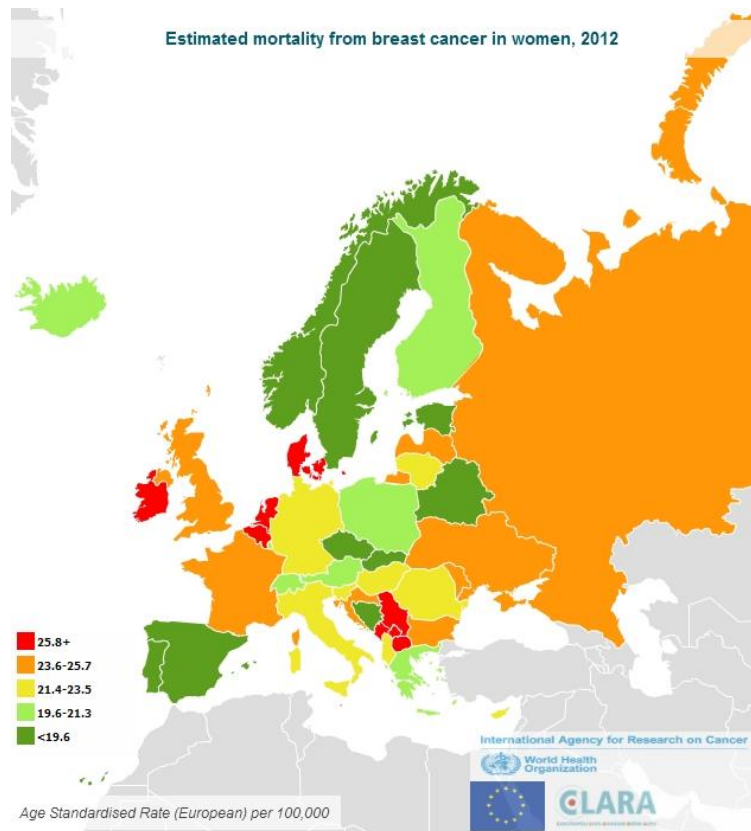 Estimated mortality from breast cancer in women, 2012
25.8+
23.6-25.7
21.4-23.5
19.6-21.3
<19.6
International Agency for Research on Cancer
World Health
Organization
CLARA
Age Standardised Rate (European) per 100,000